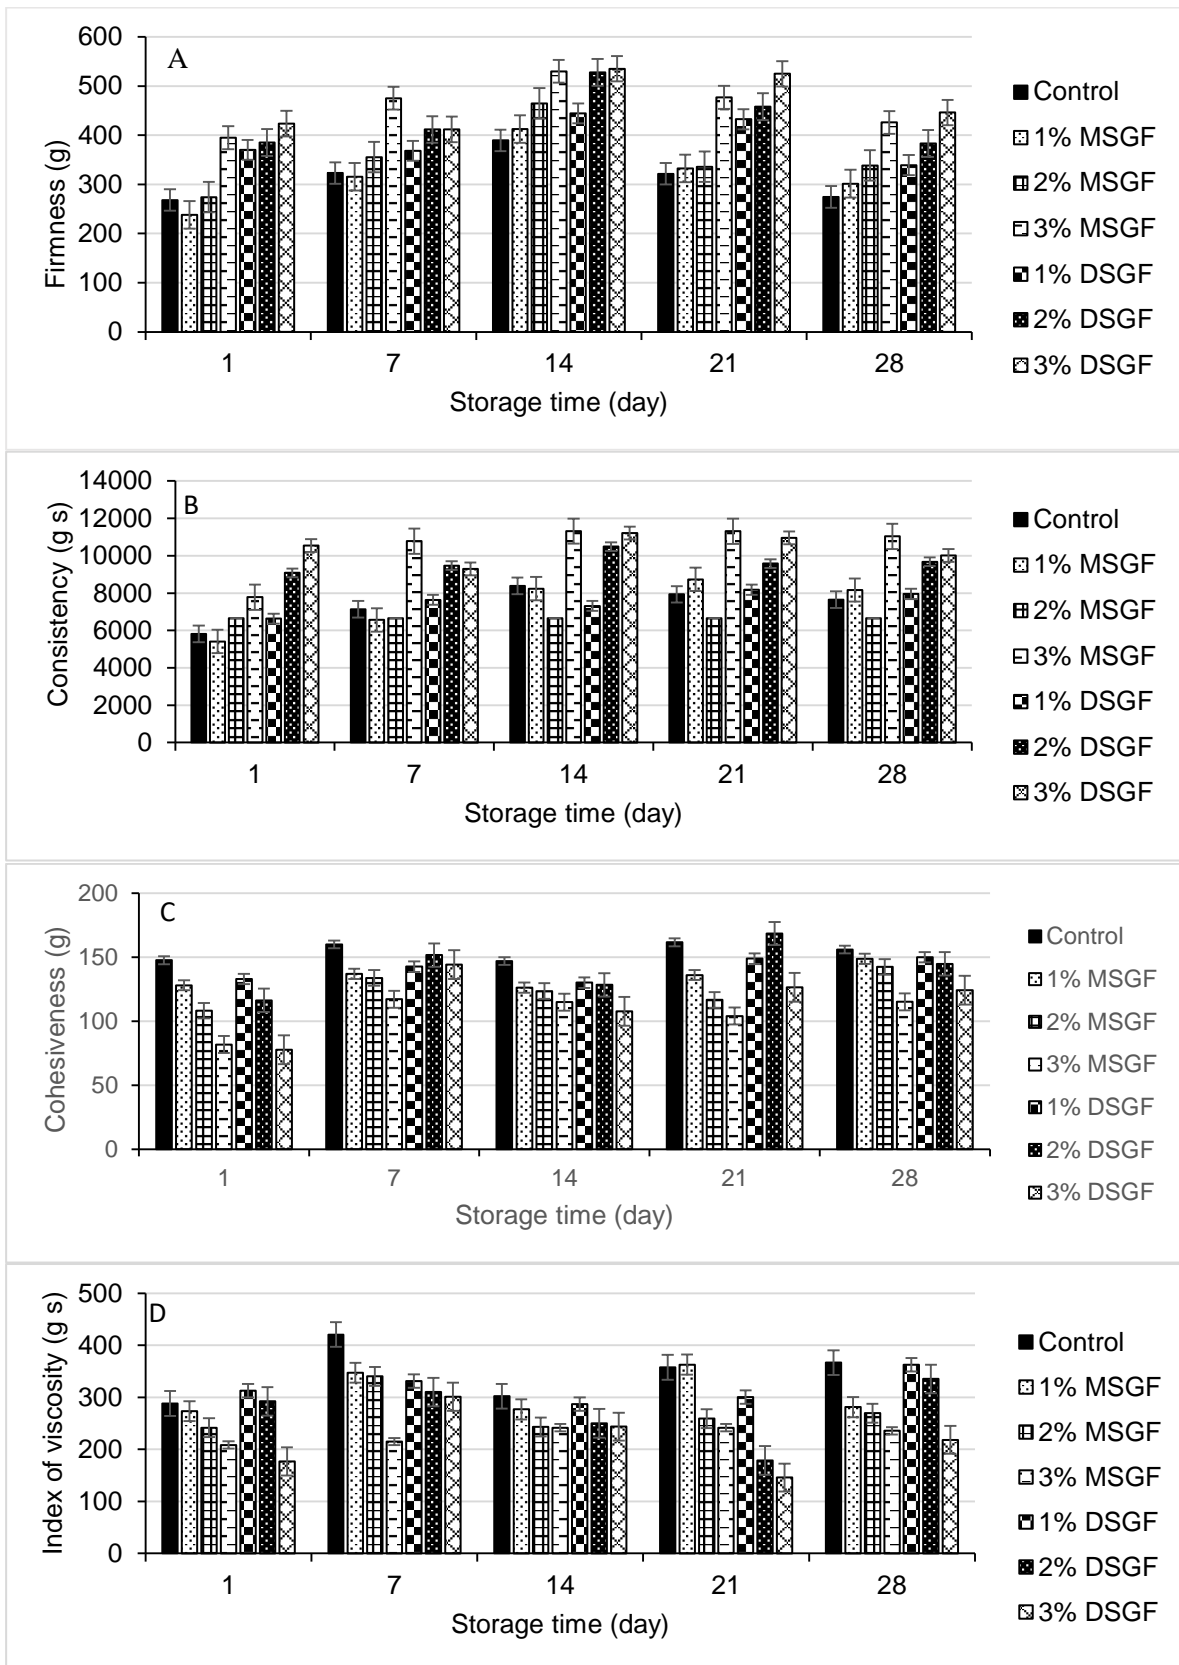 A
600
500
400
300
200
100
0
Firmness (g)
1 7 14 21 28
Storage time (day)
Control
1% MSGF
2% MSGF
3% MSGF
1% DSGF
2% DSGF
3% DSGF
B
14000
12000
10000
8000
6000
4000
2000
0
Consistency (g s)
1 7 14 21 28
Storage time (day)
Control
1% MSGF
2% MSGF
3% MSGF
1% DSGF
2% DSGF
3% DSGF
C
200
150
100
50
0
Cohesiveness (g)
1 7 14 21 28
Storage time (day)
Control
1% MSGF
2% MSGF
3% MSGF
1% DSGF
2% DSGF
3% DSGF
D
500
400
300
200
100
0
Index of viscosity (g s)
1 7 14 21 28
Storage time (day)
Control
1% MSGF
2% MSGF
3% MSGF
1% DSGF
2% DSGF
3% DSGF